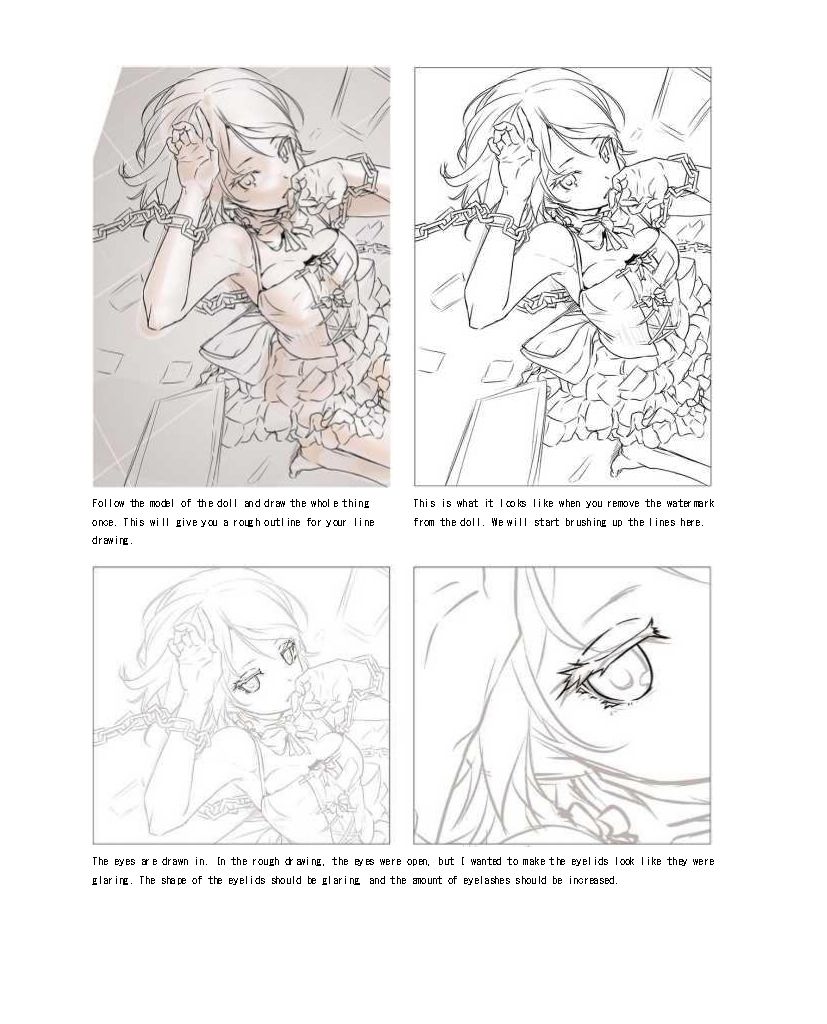 Follow the model of the doll and draw the whole thing
once. This will give you a rough outline for your line
drawing.
This is what it looks like when you remove the watermark
from the doll. We will start brushing up the lines here.
The eyes are drawn in. In the rough drawing, the eyes were open, but I wanted to make the eyelids look like they were
glaring. The shape of the eyelids should be glaring, and the amount of eyelashes should be increased.